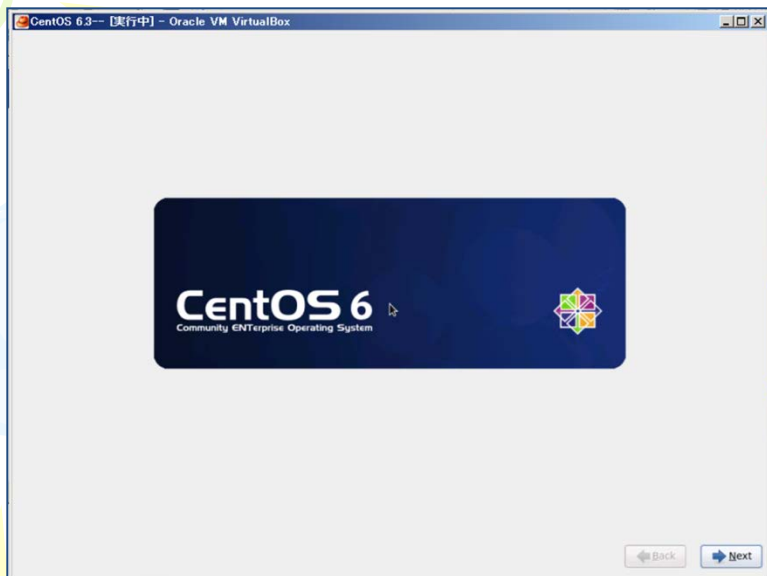 CentOS 6.3-- [実行中] - Oracle VM VirtualBox
CentOS 6
Community ENTerprise Operating System
Back
Next